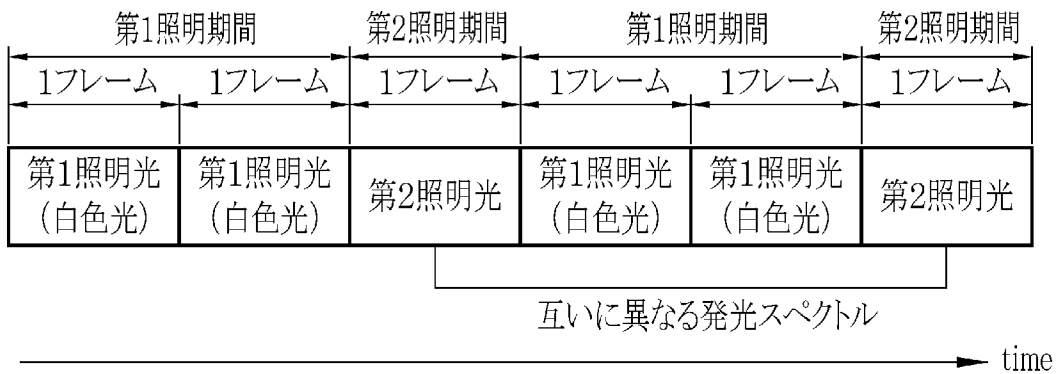 第1照明期間 第2照明期間 第1照明期間 第2照明期間
1フレーム 1フレーム 1フレーム 1フレーム 1フレーム 1フレーム
第1照明光 第1照明光 第2照明光 第1照明光 第1照明光 第2照明光
(白色光) (白色光) (白色光) (白色光)
互いに異なる発光スペクトル
time